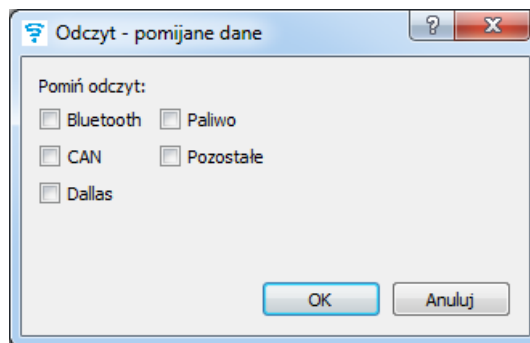 Odczyt - pomijane dane
Pomiń odczyt:
Bluetooth Paliwo
CAN Pozostałe
Dallas
OK Anuluj